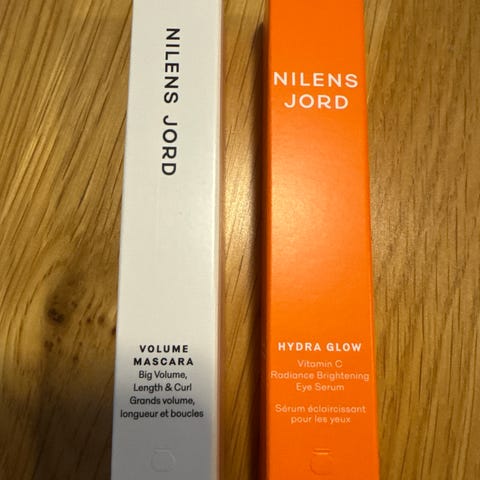 NILENS JORD
VOLUME
MASCARA
Big Volume,
Length & Curl
Grands volume,
longueur et boucles
NILENS
JORD
HYDRA GLOW
Vitamin C
Radiance Brightening
Eye Serum
Sérum éclaircissant
pour les yeux